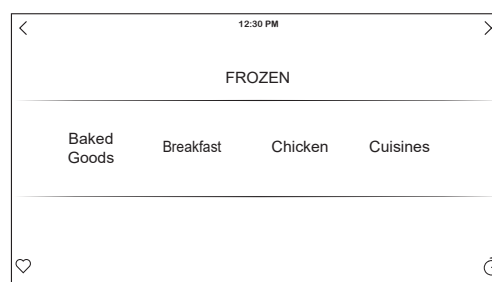 12:30 PM
FROZEN
Baked
Goods
Breakfast
Chicken
Cuisines